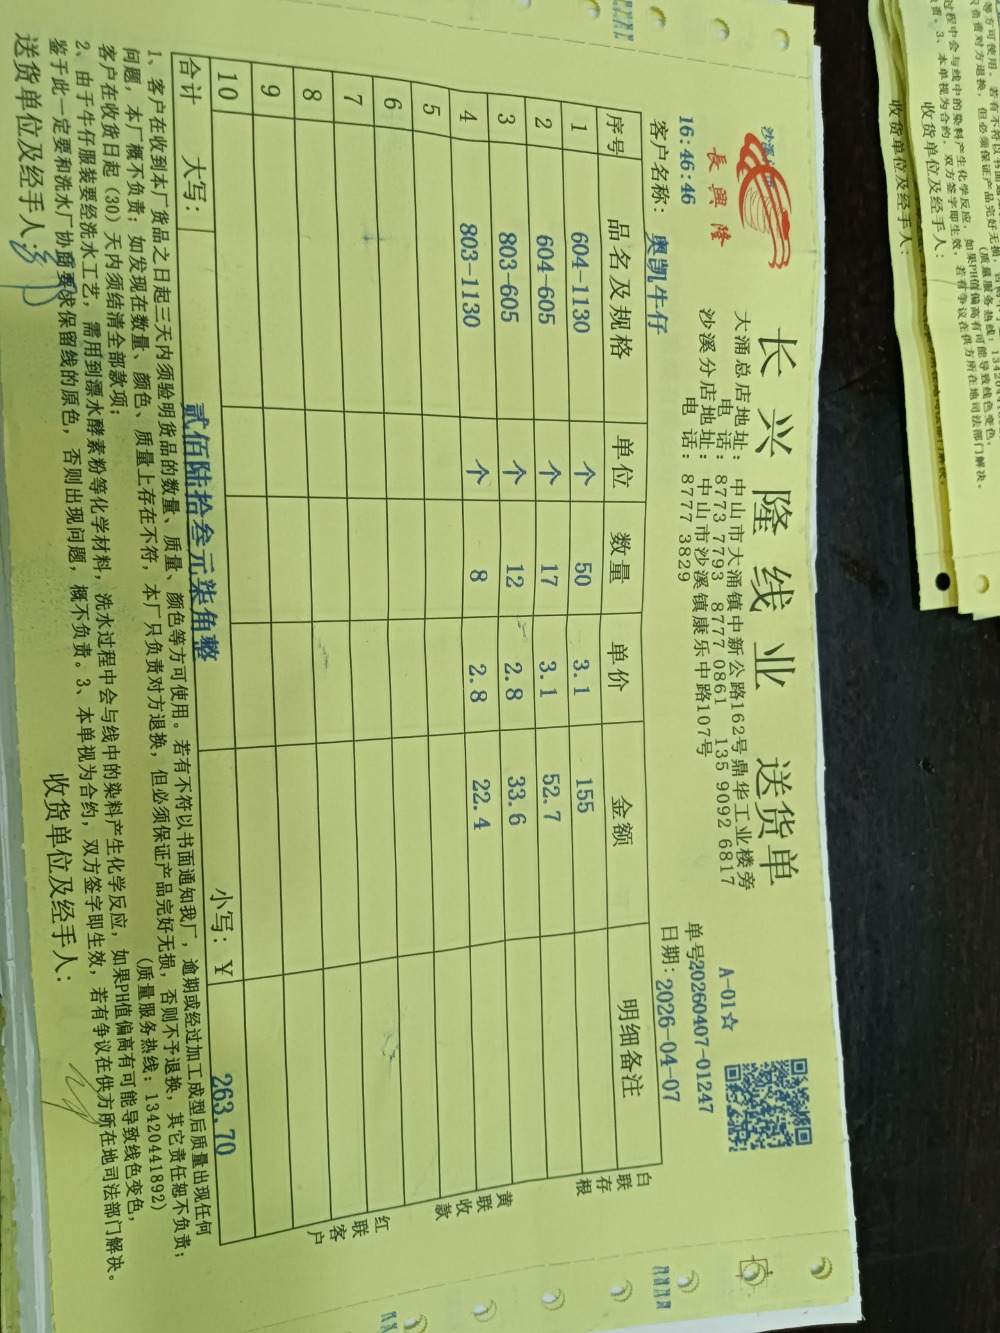 长兴隆线业 送货单
長興隆
大涌总店地址: 中山市大涌镇中新公路162号鼎华工业楼旁
电 话: 8773 7793 8777 0861 135 9092 6817
沙溪分店地址: 中山市沙溪镇康乐中路107号
电 话: 8777 3829
A-01☆
单号20260407-01247
16:46:46
客户名称: 奥凯牛仔
日期: 2026-04-07
序号 品名及规格 单位 数量 单价 金额 明细备注
1 604-1130 个 50 3.1 155
2 604-605 个 17 3.1 52.7
3 803-605 个 12 2.8 33.6
4 803-1130 个 8 2.8 22.4
5
6
7
8
9
10
合计 大写: 贰佰陆拾叁元柒角整 小写: ¥ 263.70
白联存根
黄联收款
红联客户
1、客户在收到本厂货品之日起三天内须验明货品的数量、质量、颜色等方可使用。若有不符以书面通知我厂,逾期或经过加工成型后质量出现任何
问题,本厂概不负责;如发现在数量、颜色、质量上存在不符,本厂只负责对方退换,但必须保证产品完好无损,否则不予退换,其它责任恕不负责;
客户在收货日起(30)天内须结清全部款项; (质量服务热线:13420441892)
2、由于牛仔服装要经洗水工艺,需用到漂水酵素粉等化学材料,洗水过程中会与线中的染料产生化学反应,如果PH值偏高有可能导致线色变色,
鉴于此一定要和洗水厂协商要求保留线的原色,否则出现问题,概不负责。3、本单视为合约,双方签字即生效,若有争议在供方所在地司法部门解决。
送货单位及经手人: 收货单位及经手人:
收货单位及经手人:
收货单位及经手人: